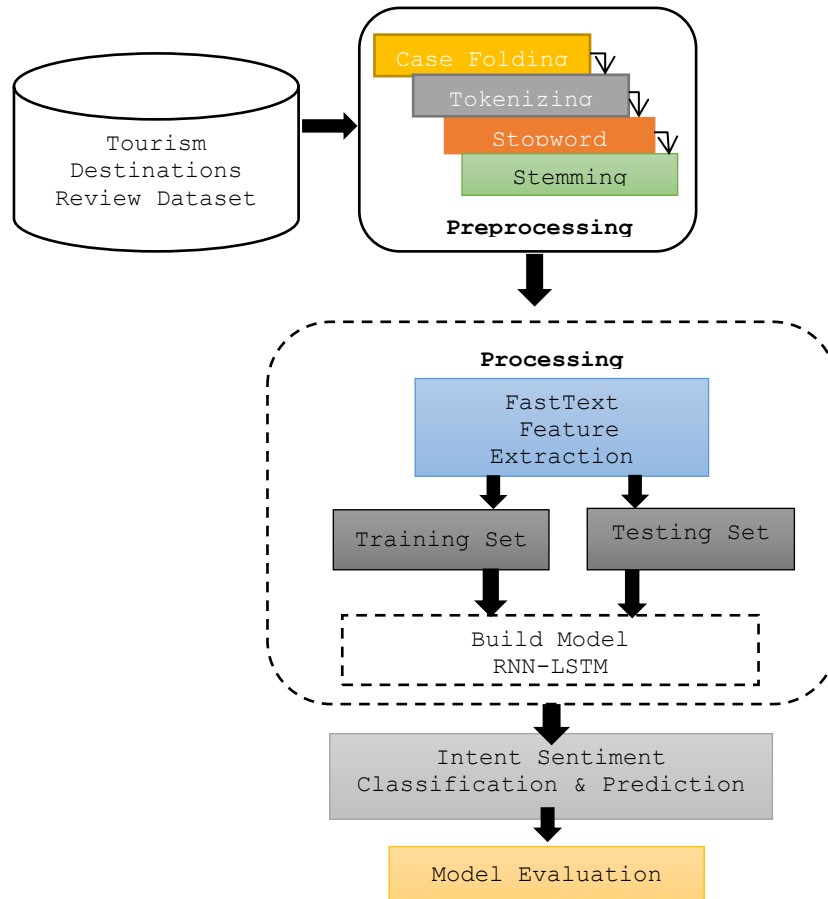 Tourism
Destinations
Review Dataset
Case Folding
Tokenizing
Stopword
Stemming
Preprocessing
Processing
FastText
Feature
Extraction
Training Set
Testing Set
Build Model
RNN-LSTM
Intent Sentiment
Classification & Prediction
Model Evaluation